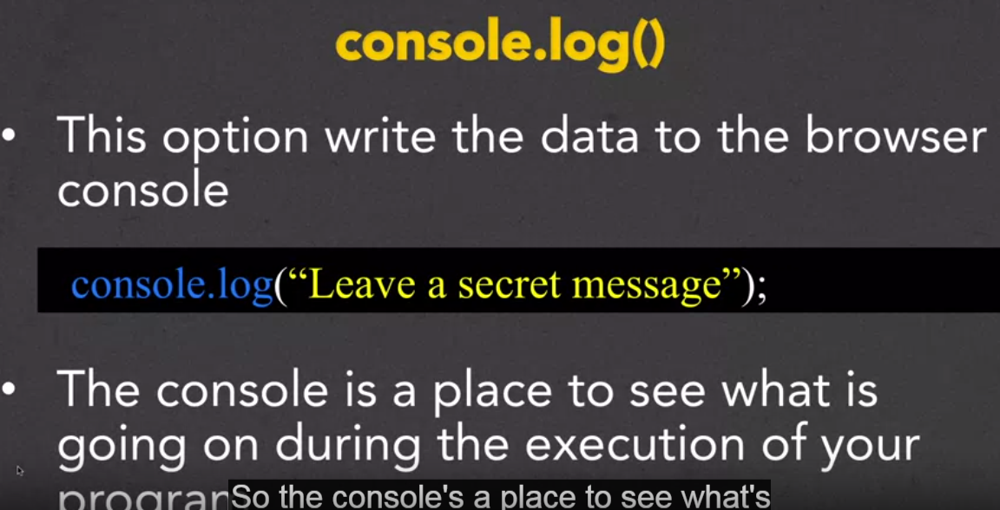 console.log()
• This option write the data to the browser
console
console.log(“Leave a secret message”);
• The console is a place to see what is
going on during the execution of your
So the console's a place to see what's